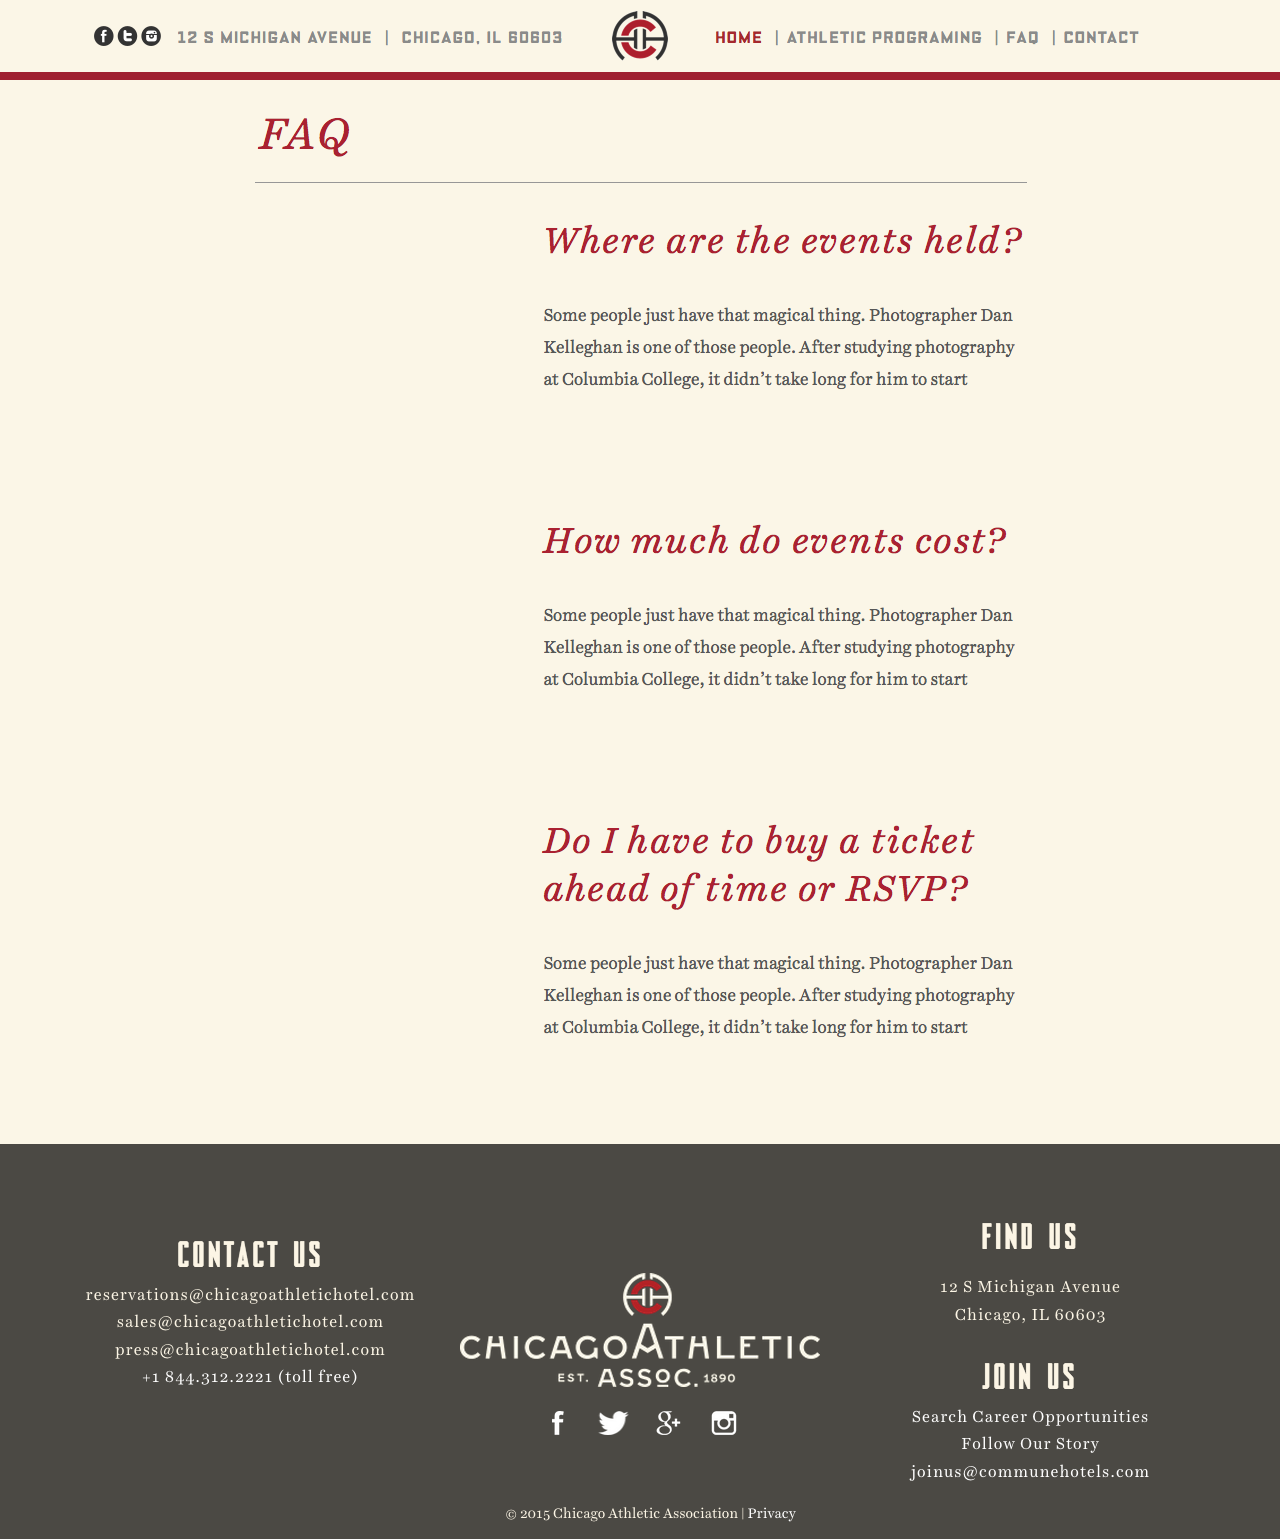 12 S MICHIGAN AVENUE | CHICAGO, IL 60603
HOME | ATHLETIC PROGRAMING | FAQ | CONTACT
FAQ
Where are the events held?
Some people just have that magical thing. Photographer Dan
Kelleghan is one of those people. After studying photography
at Columbia College, it didn’t take long for him to start
How much do events cost?
Some people just have that magical thing. Photographer Dan
Kelleghan is one of those people. After studying photography
at Columbia College, it didn’t take long for him to start
Do I have to buy a ticket
ahead of time or RSVP?
Some people just have that magical thing. Photographer Dan
Kelleghan is one of those people. After studying photography
at Columbia College, it didn’t take long for him to start
CONTACT US
reservations@chicagoathletichotel.com
sales@chicagoathletichotel.com
press@chicagoathletichotel.com
+1 844.312.2221 (toll free)
CHICAGO ATHLETIC
EST. ASSOC. 1890
FIND US
12 S Michigan Avenue
Chicago, IL 60603
JOIN US
Search Career Opportunities
Follow Our Story
joinus@communehotels.com
© 2015 Chicago Athletic Association | Privacy